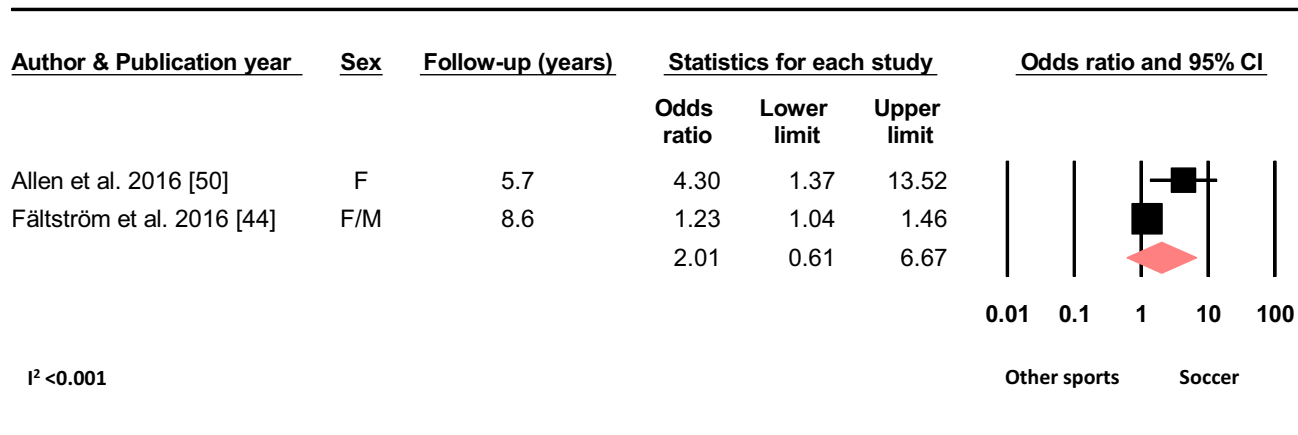 Author & Publication year Sex Follow-up (years) Statistics for each study Odds ratio and 95% CI
Odds ratio Lower limit Upper limit
Allen et al. 2016 [50] F 5.7 4.30 1.37 13.52
Fältström et al. 2016 [44] F/M 8.6 1.23 1.04 1.46
2.01 0.61 6.67
0.01 0.1 1 10 100
I² <0.001 Other sports Soccer